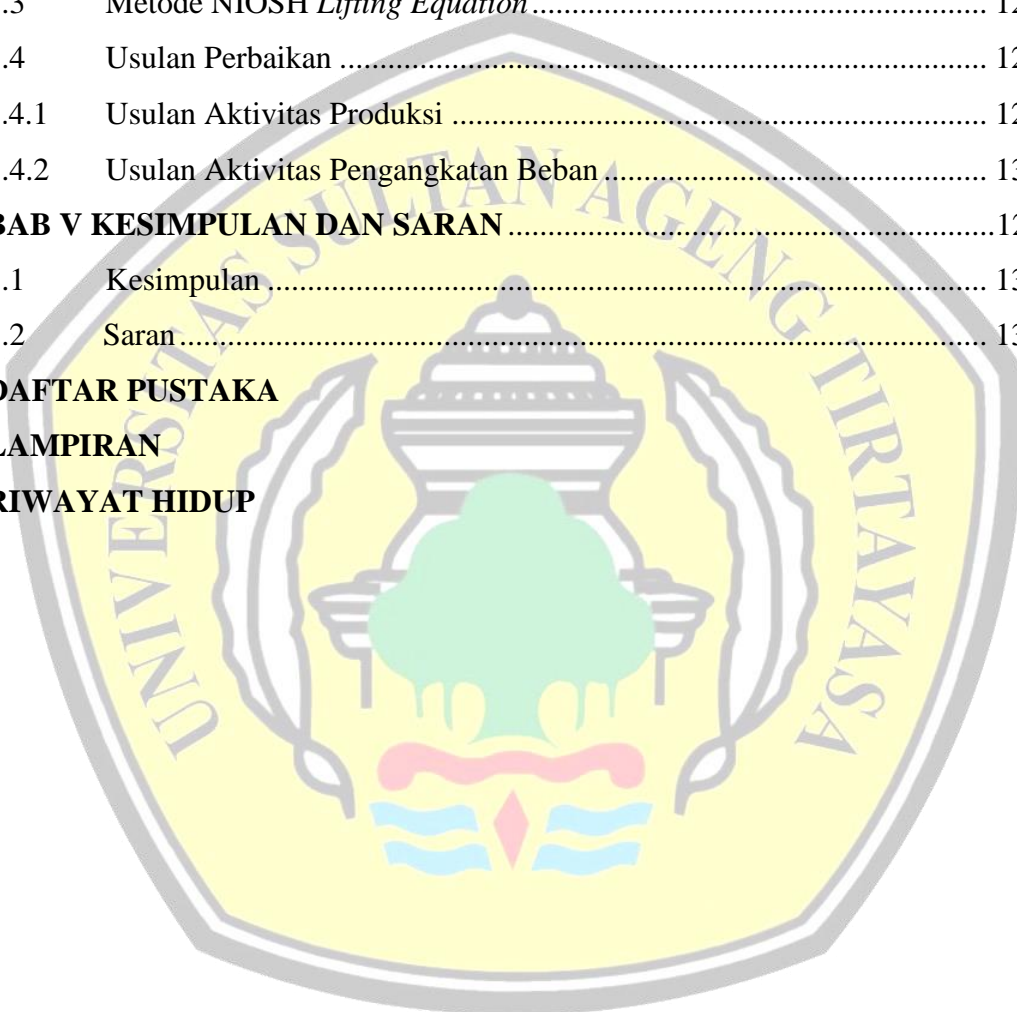 .3 Metode NIOSH Lifting Equation ........ 12
.4 Usulan Perbaikan ........ 12
.4.1 Usulan Aktivitas Produksi ........ 12
.4.2 Usulan Aktivitas Pengangkatan Beban ........ 13
BAB V KESIMPULAN DAN SARAN ........ 12
.1 Kesimpulan ........ 13
.2 Saran ........ 13
DAFTAR PUSTAKA
LAMPIRAN
RIWAYAT HIDUP
UNIVERSITAS SULTAN AGENG TIRTAYASA